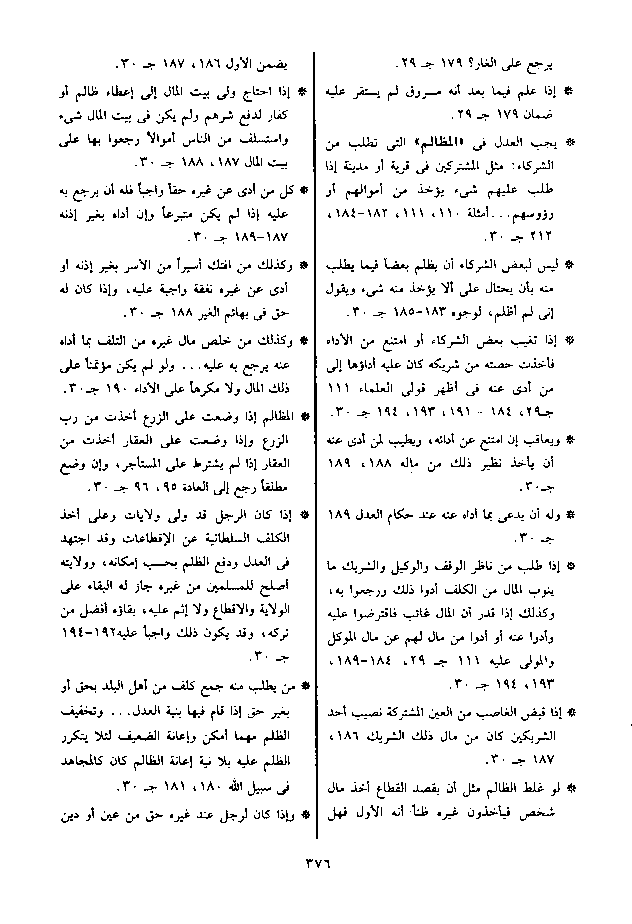 يرجع على الغار؟ ١٧٩ جـ ٢٩.
* إذا علم فيما بعد أنه مسروق لم يستقر عليه
ضمان ١٧٩ جـ ٢٩.
* يجب العدل فى «المظالم» التى تطلب من
الشركاء: مثل المشتركين فى قرية أو مدينة إذا
طلب عليهم شىء يؤخذ من أموالهم أو
رؤوسهم... أمثلة ١١٠، ١١١، ١٨٢-١٨٤،
٢١٢ جـ ٣٠.
* ليس لبعض الشركاء أن يظلم بعضاً فيما يطلب
منه بأن يحتال على ألا يؤخذ منه شىء ويقول
إنى لم أظلم، لوجوه ١٨٣-١٨٥ جـ ٣٠.
* إذا تغيب بعض الشركاء أو امتنع من الأداء
فأخذت حصته من شريكه كان عليه أداؤها إلى
من أدى عنه فى أظهر قولى العلماء ١١١
جـ٢٩، ١٨٤ - ١٩١، ١٩٣، ١٩٤ جـ ٣٠.
* ويعاقب إن امتنع عن أدائه، ويطيب لمن أدى عنه
أن يأخذ نظير ذلك من ماله ١٨٨، ١٨٩
جـ٣٠.
* وله أن يدعى بما أداه عنه عند حكام العدل ١٨٩
جـ ٣٠.
* إذا طلب من ناظر الوقف والوكيل والشريك ما
ينوب المال من الكلف أدوا ذلك ورجعوا به،
وكذلك إذا قدر أن المال غائب فاقترضوا عليه
وأدوا عنه أو أدوا من مال لهم عن مال الموكل
والمولى عليه ١١١ جـ ٢٩، ١٨٤-١٨٩،
١٩٣، ١٩٤ جـ ٣٠.
* إذا قبض الغاصب من العين المشتركة نصيب أحد
الشريكين كان من مال ذلك الشريك ١٨٦،
١٨٧ جـ ٣٠.
* لو غلط الظالم مثل أن يقصد القطاع أخذ مال
شخص فيأخذون غيره ظناً أنه الأول فهل
يضمن الأول ١٨٦، ١٨٧ جـ ٣٠.
* إذا احتاج ولى بيت المال إلى إعطاء ظالم أو
كفار لدفع شرهم ولم يكن فى بيت المال شىء
واستسلف من الناس أموالاً رجعوا بها على
بيت المال ١٨٧، ١٨٨ جـ ٣٠.
* كل من أدى عن غيره حقاً واجباً فله أن يرجع به
عليه إذا لم يكن متبرعاً وإن أداه بغير إذنه
١٨٧-١٨٩ جـ ٣٠.
* وكذلك من افتك أسيراً من الأسر بغير إذنه أو
أدى عن غيره نفقة واجبة عليه، وإذا كان له
حق فى بهائم الغير ١٨٨ جـ ٣٠.
* وكذلك من خلص مال غيره من التلف بما أداه
عنه يرجع به عليه... ولو لم يكن مؤتمناً على
ذلك المال ولا مكرهاً على الأداء ١٩٠ جـ٣٠.
* المظالم إذا وضعت على الزرع أخذت من رب
الزرع وإذا وضعت على العقار أخذت من
العقار إذا لم يشترط على المستأجر، وإن وضع
مطلقاً رجع إلى العادة ٩٥، ٩٦ جـ ٣٠.
* إذا كان الرجل قد ولى ولايات وعلى أخذ
الكلف السلطانية عن الإقطاعات وقد اجتهد
فى العدل ودفع الظلم بحسب إمكانه، وولايته
أصلح للمسلمين من غيره جاز له البقاء على
الولاية والاقطاع ولا إثم عليه، بقاؤه أفضل من
تركه، وقد يكون ذلك واجباً عليه١٩٢-١٩٤
جـ ٣٠.
* من يطلب منه جمع كلف من أهل البلد بحق أو
بغير حق إذا قام فيها بنية العدل... وتخفيف
الظلم مهما أمكن وإعانة الضعيف لئلا يتكرر
الظلم عليه بلا نية إعانة الظالم كان كالمجاهد
فى سبيل الله ١٨٠، ١٨١ جـ ٣٠.
* وإذا كان لرجل عند غيره حق من عين أو دين
٣٧٦